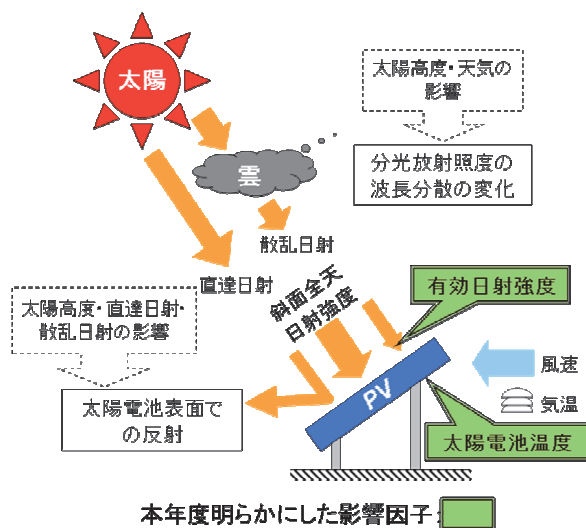 太陽
太陽高度・天気の
影響
雲
分光放射照度の
波長分散の変化
散乱日射
直達日射
太陽高度・直達日射・
散乱日射の影響
斜面全天
日射強度
有効日射強度
太陽電池表面で
の反射
PV
風速
気温
太陽電池温度
本年度明らかにした影響因子: